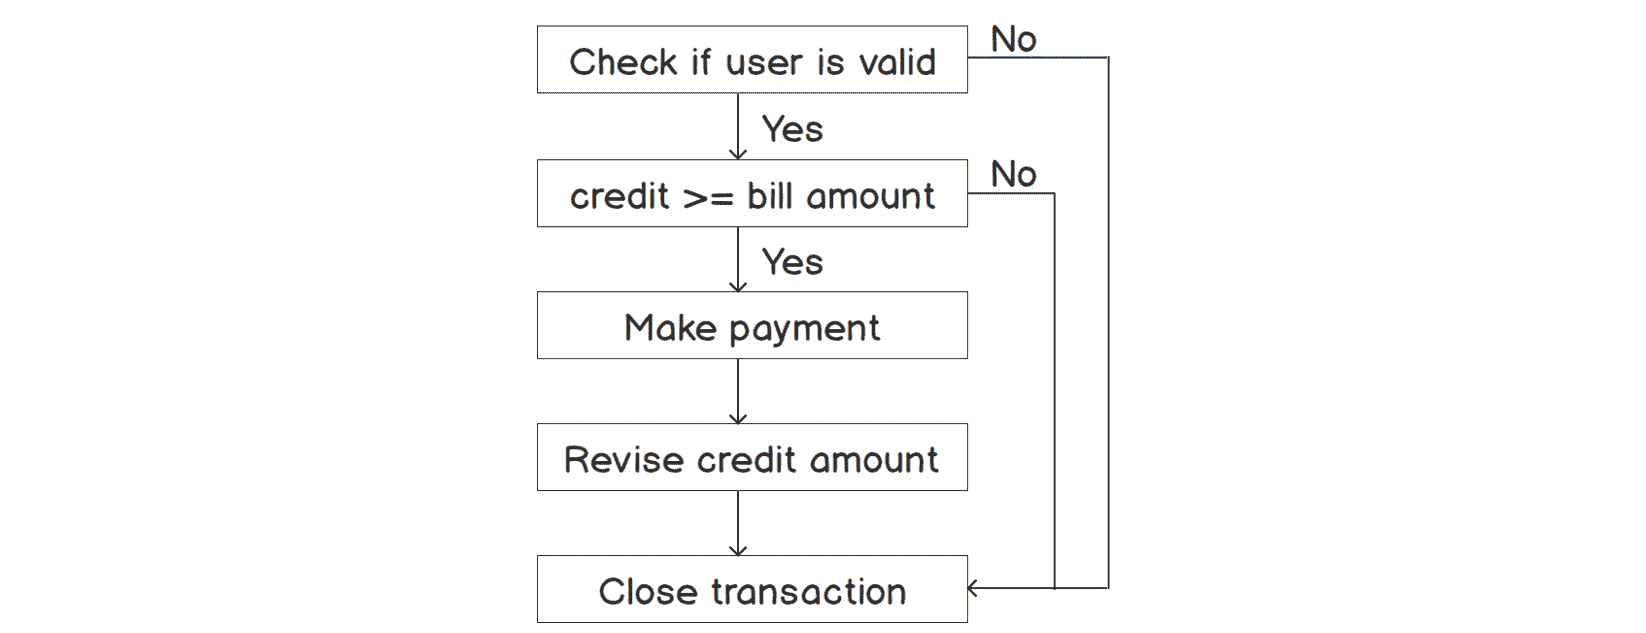 Check if user is valid
No
Yes
credit >= bill amount
No
Yes
Make payment
Revise credit amount
Close transaction